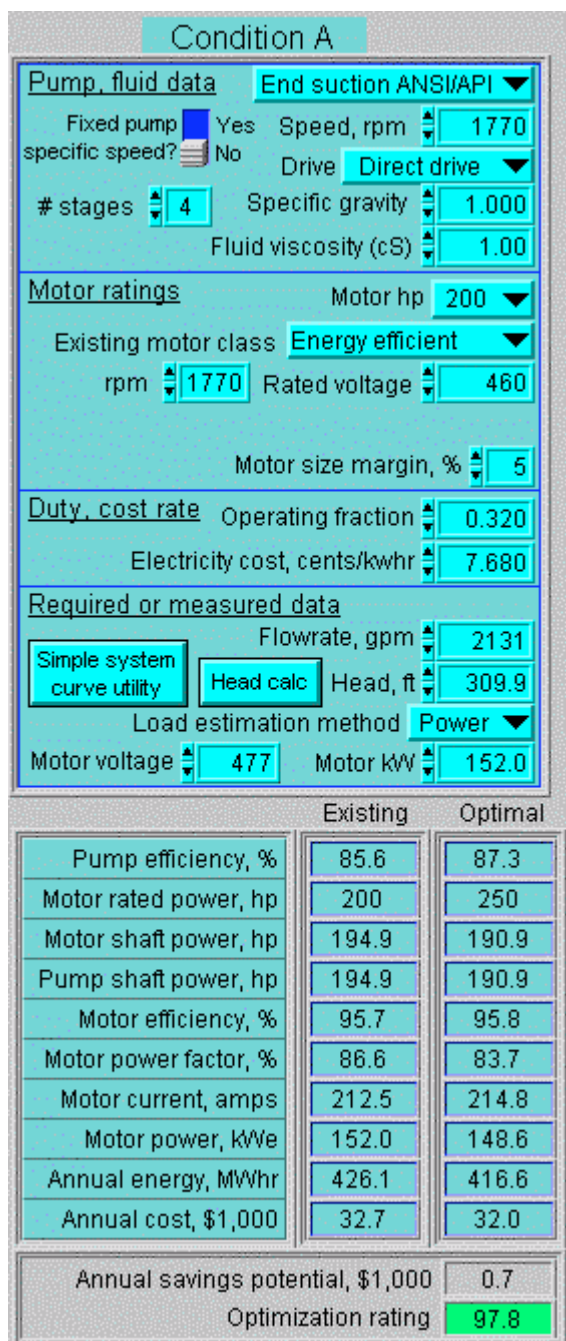 Condition A
Pump, fluid data End suction ANSI/API
Fixed pump specific speed? Yes No Speed, rpm 1770
Drive Direct drive
# stages 4 Specific gravity 1.000
Fluid viscosity (cS) 1.00
Motor ratings Motor hp 200
Existing motor class Energy efficient
rpm 1770 Rated voltage 460
Motor size margin, % 5
Duty, cost rate Operating fraction 0.320
Electricity cost, cents/kwhr 7.680
Required or measured data
Flowrate, gpm 2131
Simple system curve utility Head calc Head, ft 309.9
Load estimation method Power
Motor voltage 477 Motor kW 152.0
Existing Optimal
Pump efficiency, % 85.6 87.3
Motor rated power, hp 200 250
Motor shaft power, hp 194.9 190.9
Pump shaft power, hp 194.9 190.9
Motor efficiency, % 95.7 95.8
Motor power factor, % 86.6 83.7
Motor current, amps 212.5 214.8
Motor power, kWe 152.0 148.6
Annual energy, MWhr 426.1 416.6
Annual cost, $1,000 32.7 32.0
Annual savings potential, $1,000 0.7
Optimization rating 97.8